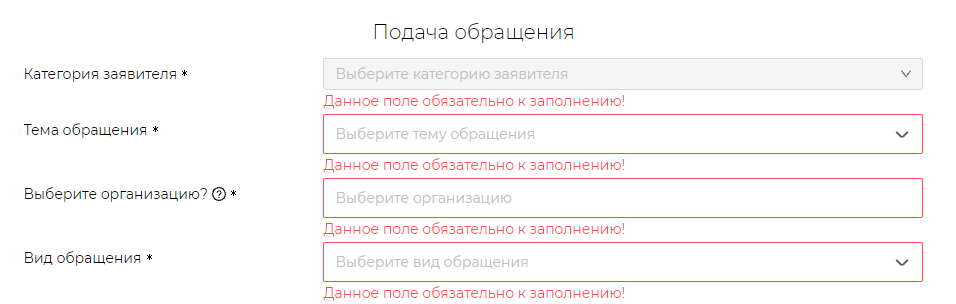 Подача обращения
Категория заявителя *
Выберите категорию заявителя
Данное поле обязательно к заполнению!
Тема обращения *
Выберите тему обращения
Данное поле обязательно к заполнению!
Выберите организацию? ? *
Выберите организацию
Данное поле обязательно к заполнению!
Вид обращения *
Выберите вид обращения
Данное поле обязательно к заполнению!